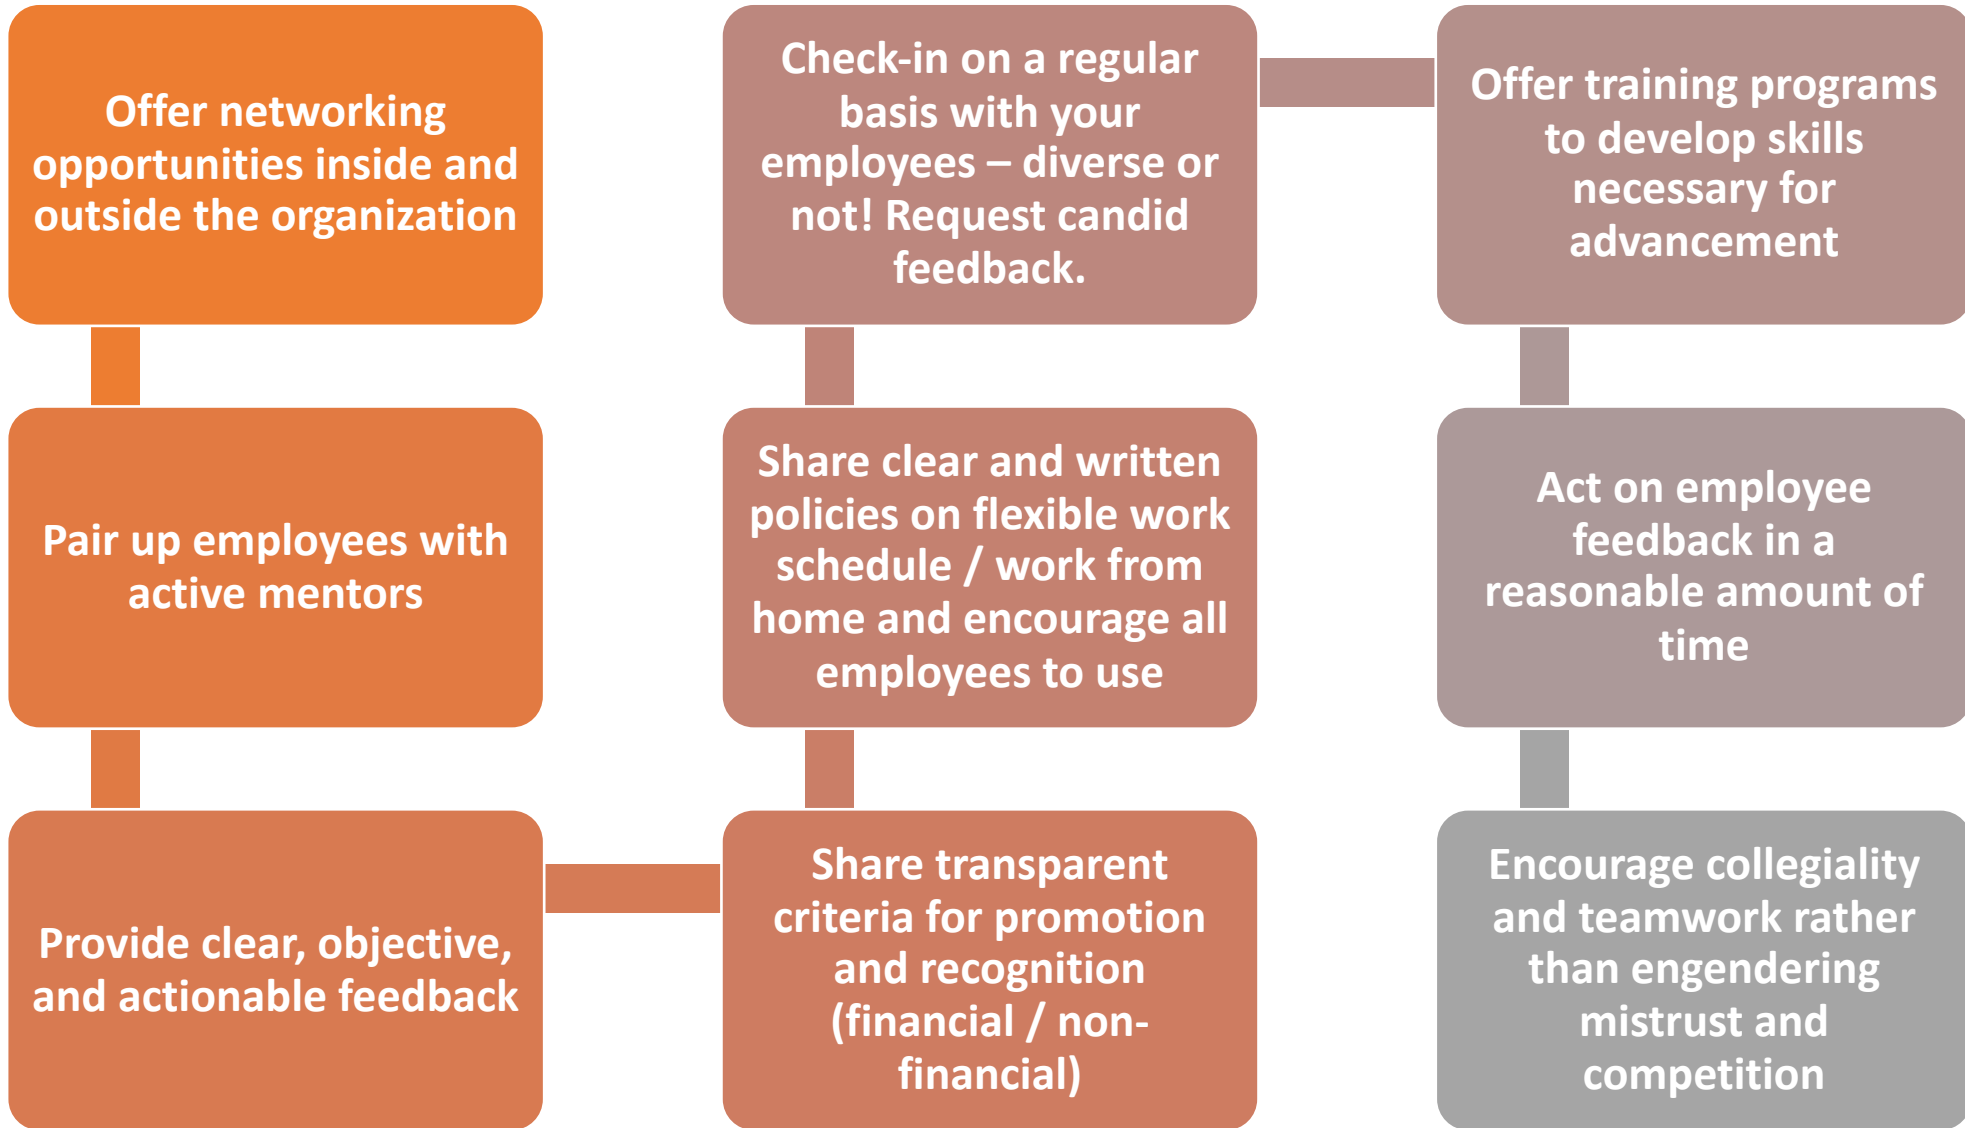 Offer networking
opportunities inside and
outside the organization
Pair up employees with
active mentors
Provide clear, objective,
and actionable feedback
Share transparent
criteria for promotion
and recognition
(financial / non-
financial)
Share clear and written
policies on flexible work
schedule / work from
home and encourage all
employees to use
Check-in on a regular
basis with your
employees – diverse or
not! Request candid
feedback.
Offer training programs
to develop skills
necessary for
advancement
Act on employee
feedback in a
reasonable amount of
time
Encourage collegiality
and teamwork rather
than engendering
mistrust and
competition